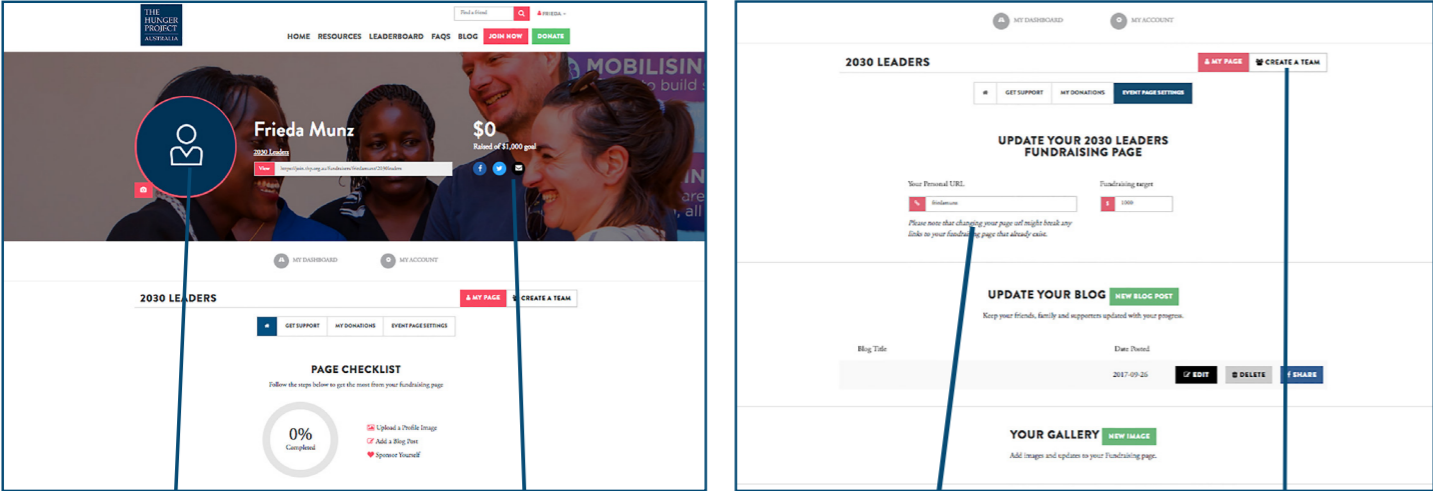 THE
HUNGER
PROJECT
AUSTRALIA
Find a friend
FRIEDA
HOME RESOURCES LEADERBOARD FAQS BLOG JOIN NOW DONATE
MOBILISIN
to build s
Frieda Munz
$0
2030 Leaders
Raised of $1,000 goal
View
MY DASHBOARD MY ACCOUNT
2030 LEADERS
MY PAGE CREATE A TEAM
GET SUPPORT MY DONATIONS EVENT PAGE SETTINGS
PAGE CHECKLIST
Follow the steps below to get the most from your fundraising page
0%
Completed
Upload a Profile Image
Add a Blog Post
Sponsor Yourself
MY DASHBOARD MY ACCOUNT
2030 LEADERS
MY PAGE CREATE A TEAM
GET SUPPORT MY DONATIONS EVENT PAGE SETTINGS
UPDATE YOUR 2030 LEADERS
FUNDRAISING PAGE
Your Personal URL Fundraising target
$ 1000
Please note that changing your page url might break any
links to your fundraising page that already exist.
UPDATE YOUR BLOG NEW BLOG POST
Keep your friends, family and supporters updated with your progress.
Blog Title Date Posted
2017-09-26 EDIT DELETE SHARE
YOUR GALLERY NEW IMAGE
Add images and updates to your Fundraising page.